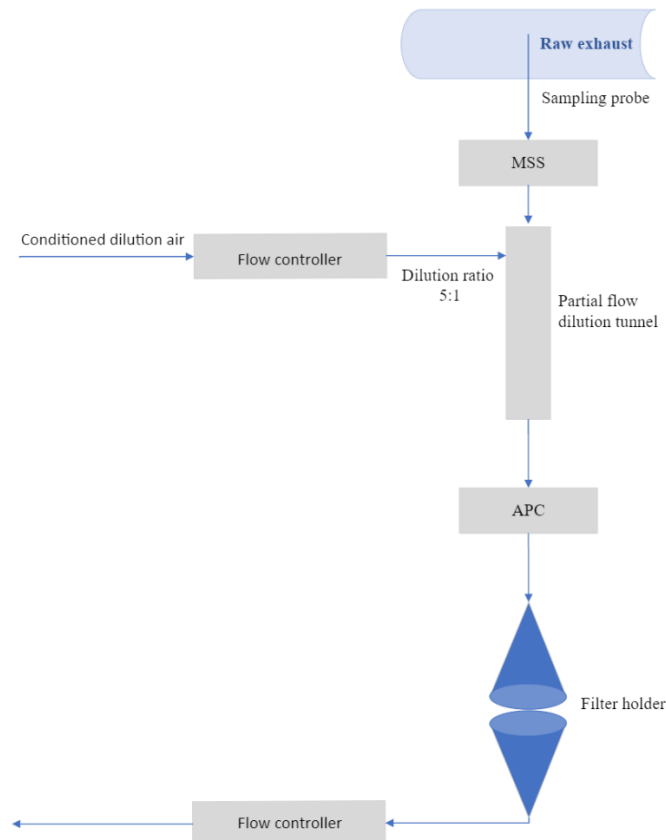 Raw exhaust
Sampling probe
MSS
Conditioned dilution air
Flow controller
Dilution ratio
5:1
Partial flow
dilution tunnel
APC
Filter holder
Flow controller